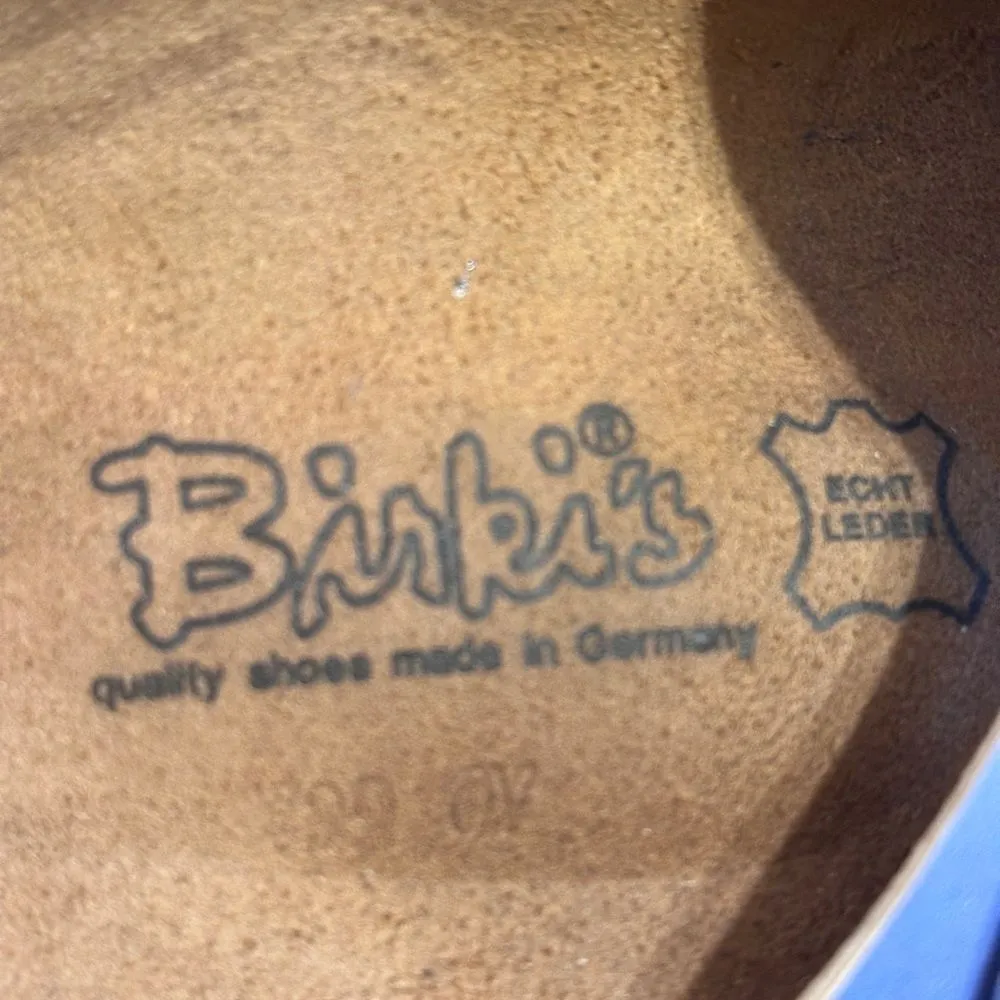 Birki's®
ECHT
LEDER
quality shoes made in Germany